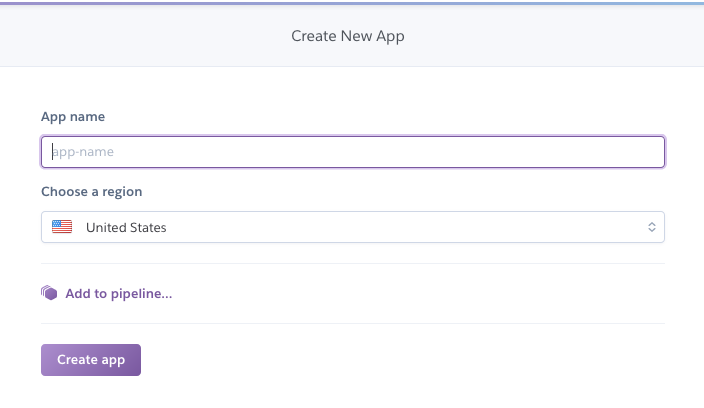 Create New App
App name
app-name
Choose a region
United States
Add to pipeline...
Create app